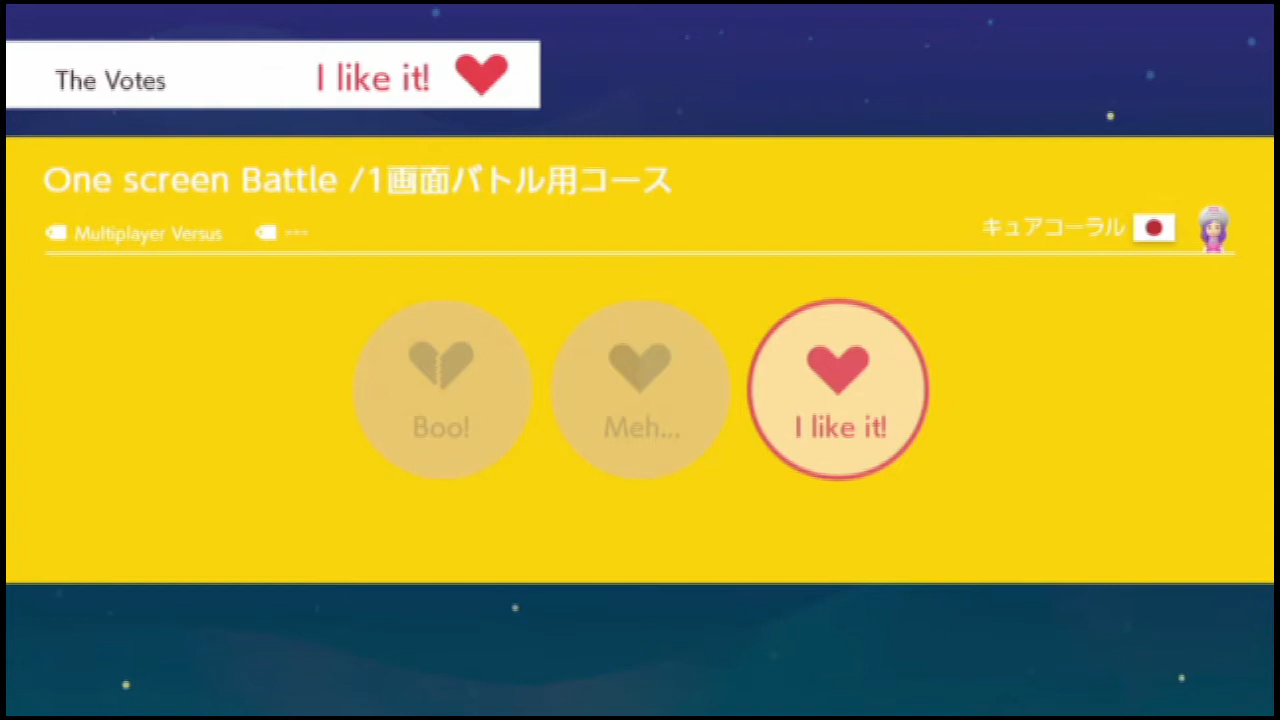 The Votes I like it!
One screen Battle /1画面バトル用コース
Multiplayer Versus ---
キュアコーラル
Boo! Meh... I like it!